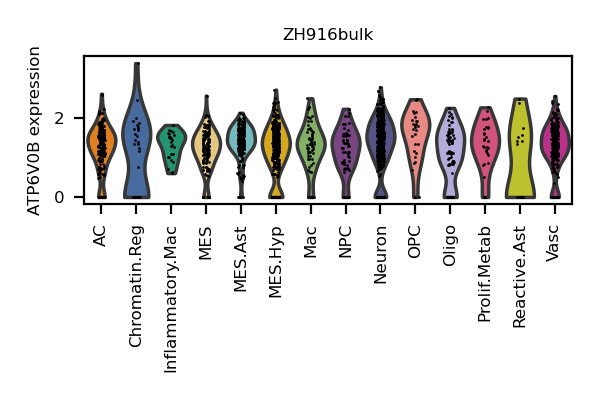 ZH916bulk
ATP6V0B expression
2
0
AC
Chromatin.Reg
Inflammatory.Mac
MES
MES.Ast
MES.Hyp
Mac
NPC
Neuron
OPC
Oligo
Prolif.Metab
Reactive.Ast
Vasc